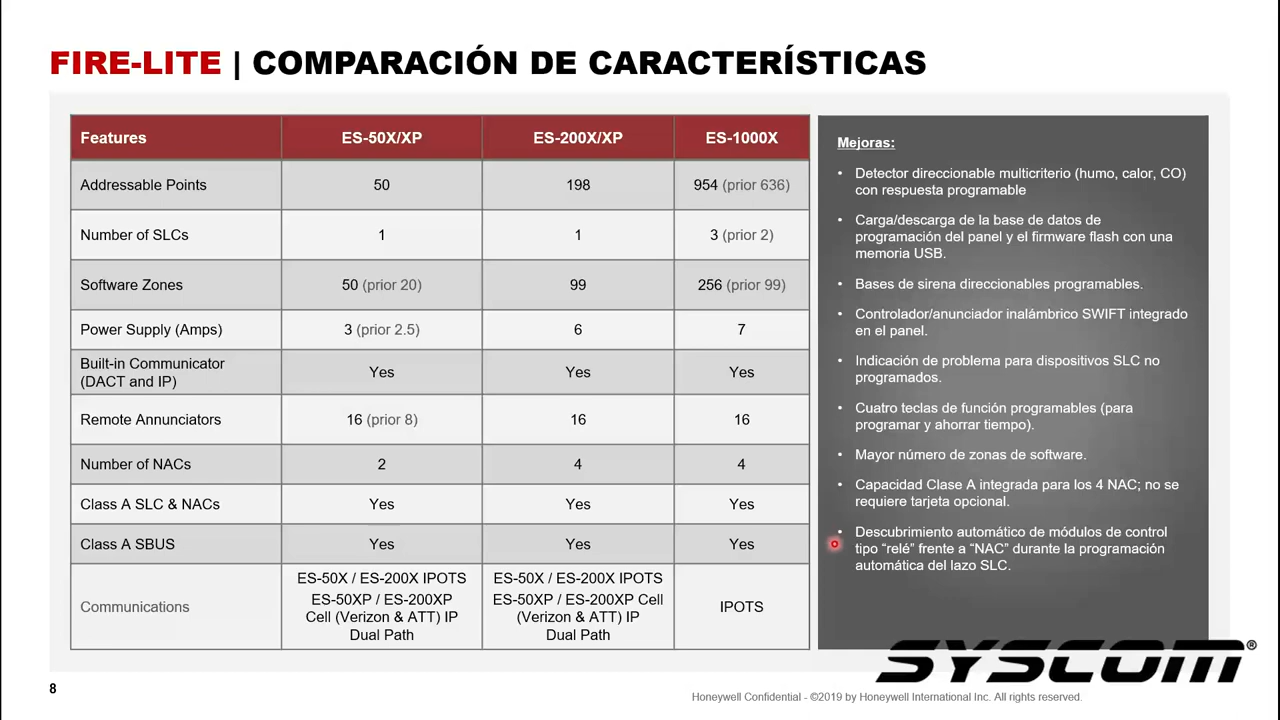 FIRE-LITE | COMPARACIÓN DE CARACTERÍSTICAS
Features ES-50X/XP ES-200X/XP ES-1000X
Addressable Points 50 198 954 (prior 636)
Number of SLCs 1 1 3 (prior 2)
Software Zones 50 (prior 20) 99 256 (prior 99)
Power Supply (Amps) 3 (prior 2.5) 6 7
Built-in Communicator
(DACT and IP) Yes Yes Yes
Remote Annunciators 16 (prior 8) 16 16
Number of NACs 2 4 4
Class A SLC & NACs Yes Yes Yes
Class A SBUS Yes Yes Yes
Communications
ES-50X / ES-200X IPOTS
ES-50XP / ES-200XP
Cell (Verizon & ATT) IP
Dual Path
ES-50X / ES-200X IPOTS
ES-50XP / ES-200XP Cell
(Verizon & ATT) IP
Dual Path
IPOTS
Mejoras:
• Detector direccionable multicriterio (humo, calor, CO)
con respuesta programable
• Carga/descarga de la base de datos de
programación del panel y el firmware flash con una
memoria USB.
• Bases de sirena direccionables programables.
• Controlador/anunciador inalámbrico SWIFT integrado
en el panel.
• Indicación de problema para dispositivos SLC no
programados.
• Cuatro teclas de función programables (para
programar y ahorrar tiempo).
• Mayor número de zonas de software.
• Capacidad Clase A integrada para los 4 NAC; no se
requiere tarjeta opcional.
• Descubrimiento automático de módulos de control
tipo “relé” frente a “NAC” durante la programación
automática del lazo SLC.
SYSCOM®
8
Honeywell Confidential - ©2019 by Honeywell International Inc. All rights reserved.